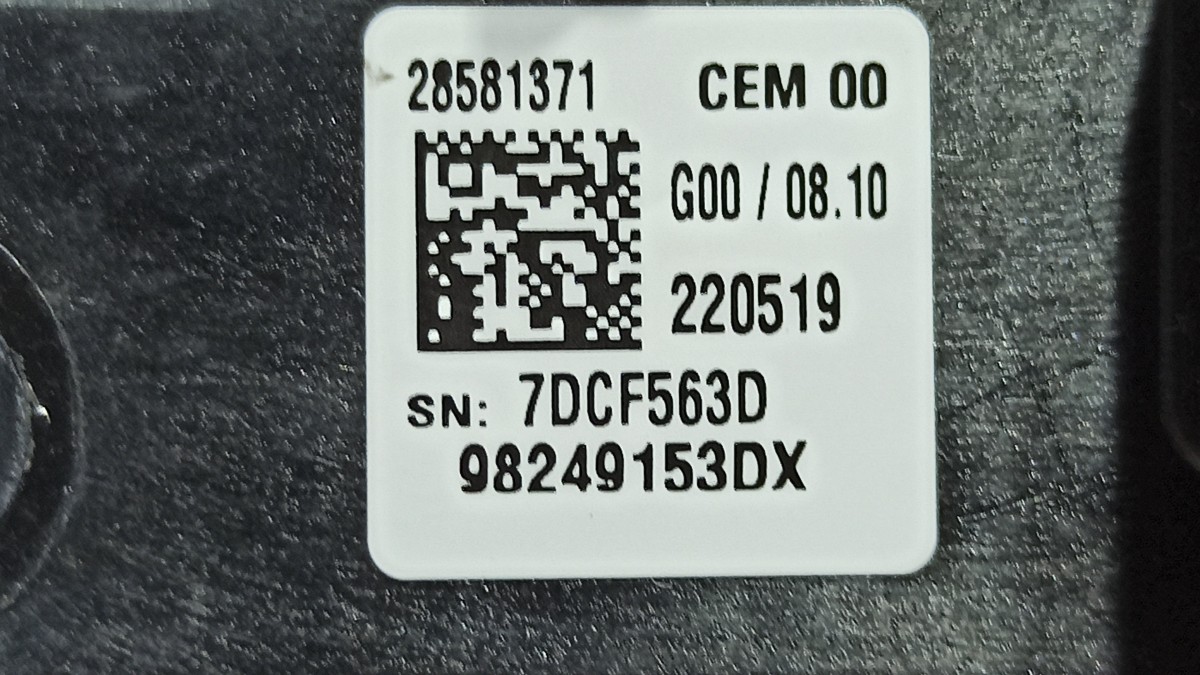 28581371 CEM 00
G00 / 08.10
220519
SN: 7DCF563D
98249153DX